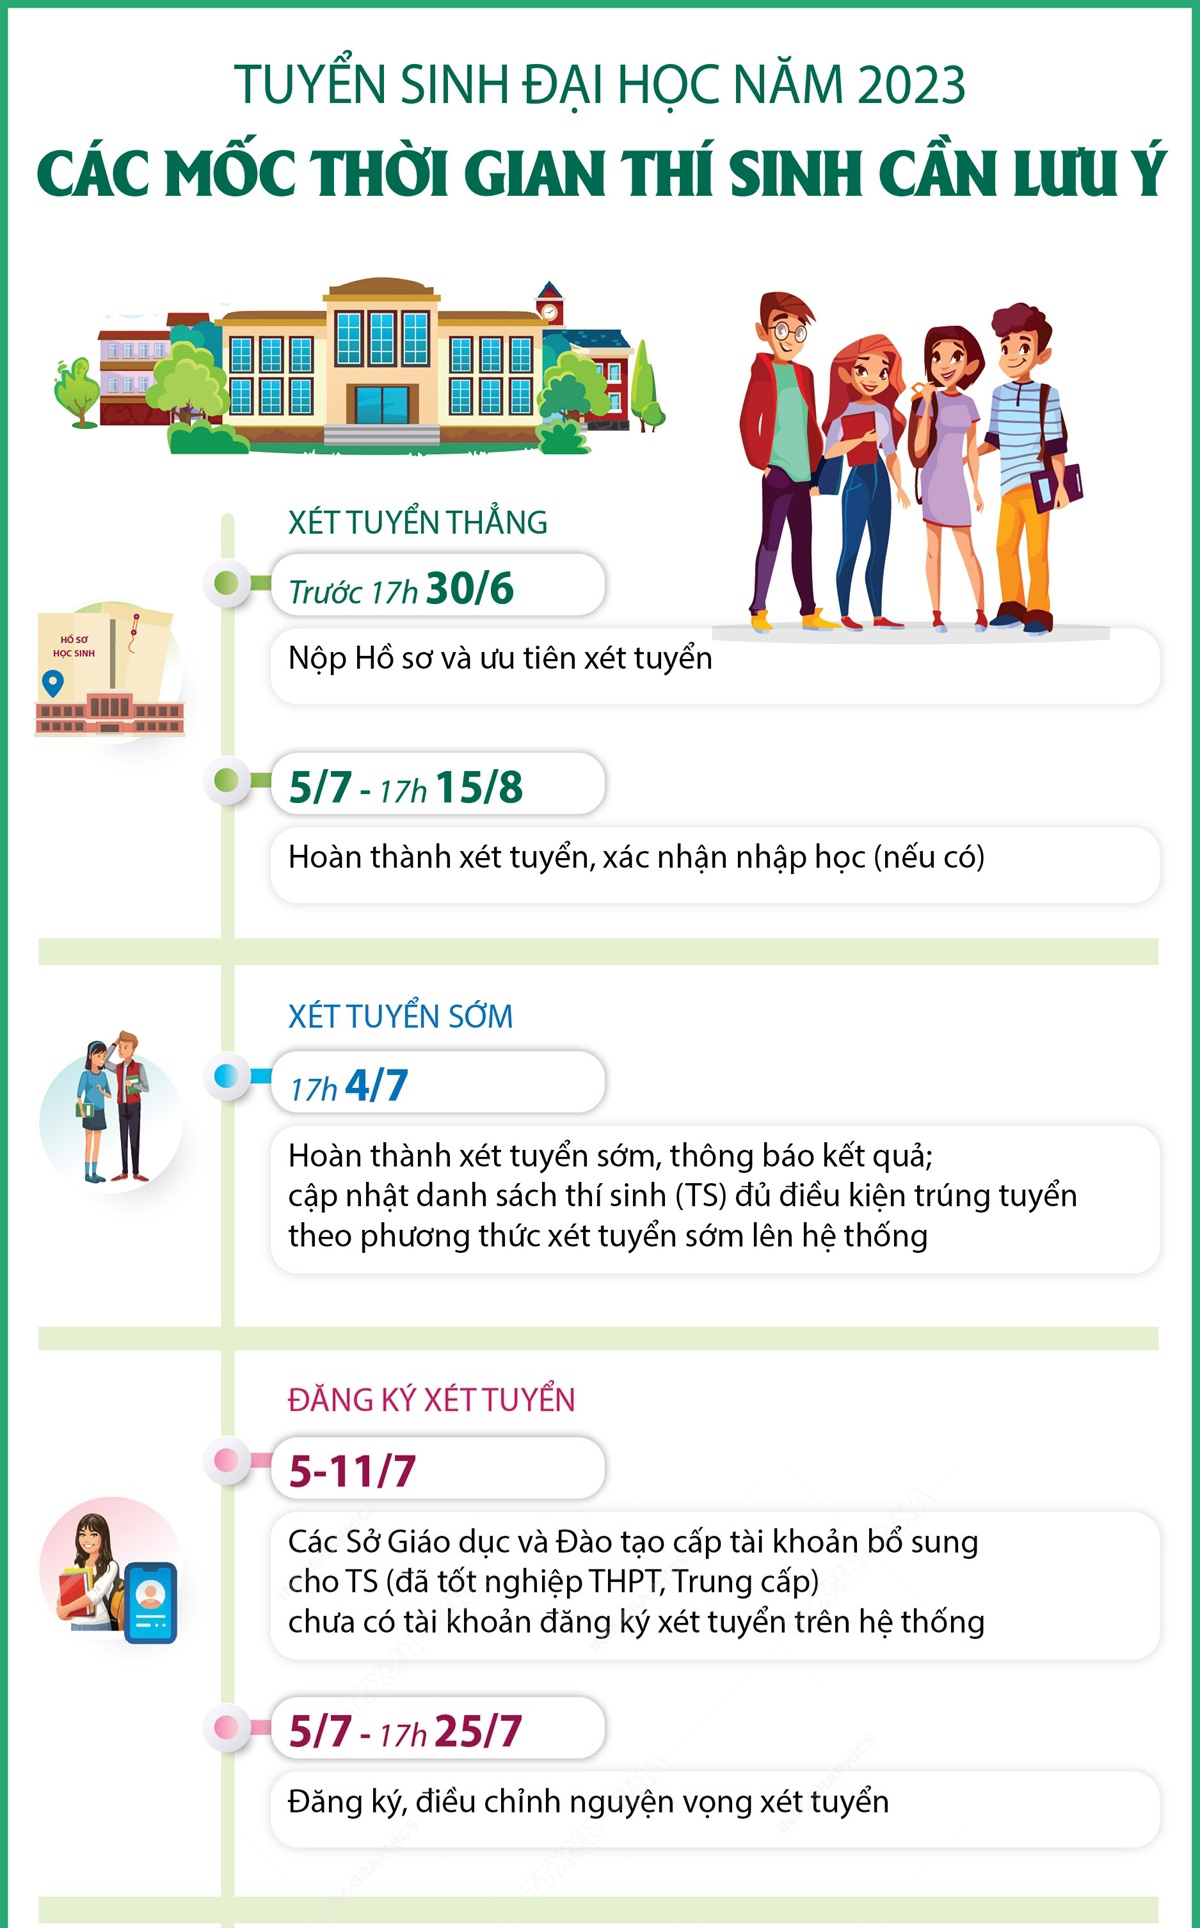 TUYỂN SINH ĐẠI HỌC NĂM 2023
CÁC MỐC THỜI GIAN THÍ SINH CẦN LƯU Ý
XÉT TUYỂN THẲNG
Trước 17h 30/6
HỒ SƠ
HỌC SINH
Nộp Hồ sơ và ưu tiên xét tuyển
5/7 - 17h 15/8
Hoàn thành xét tuyển, xác nhận nhập học (nếu có)
XÉT TUYỂN SỚM
17h 4/7
Hoàn thành xét tuyển sớm, thông báo kết quả;
cập nhật danh sách thí sinh (TS) đủ điều kiện trúng tuyển
theo phương thức xét tuyển sớm lên hệ thống
ĐĂNG KÝ XÉT TUYỂN
5-11/7
Các Sở Giáo dục và Đào tạo cấp tài khoản bổ sung
cho TS (đã tốt nghiệp THPT, Trung cấp)
chưa có tài khoản đăng ký xét tuyển trên hệ thống
5/7 - 17h 25/7
Đăng ký, điều chỉnh nguyện vọng xét tuyển